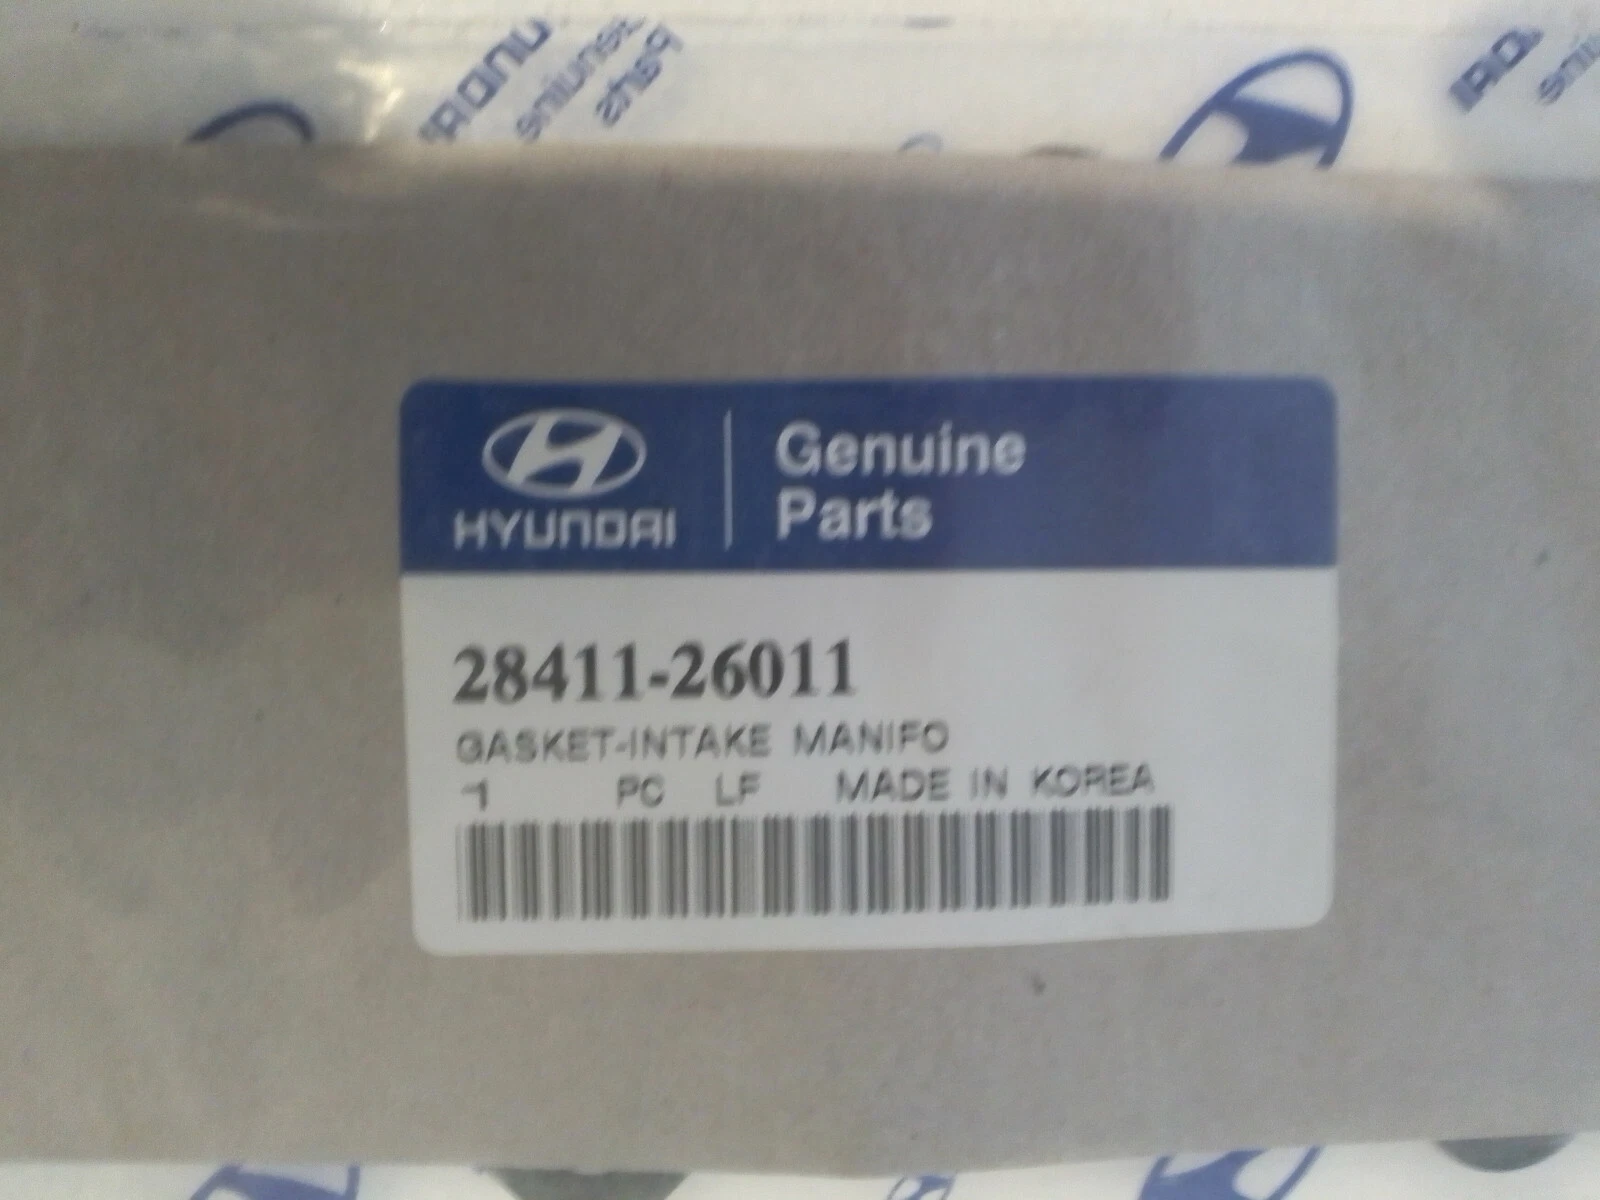 HYUNDAI
Genuine
Parts
28411-26011
GASKET-INTAKE MANIFO
1 PC LF MADE IN KOREA